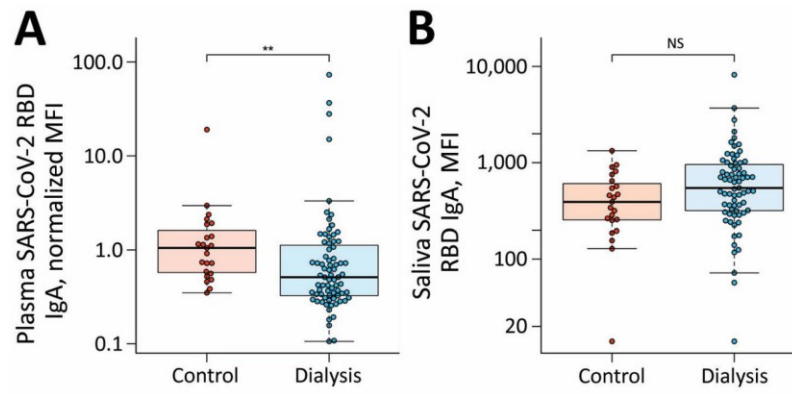 A
**
Plasma SARS-CoV-2 RBD
IgA, normalized MFI
100.0
10.0
1.0
0.1
Control
Dialysis
B
NS
Saliva SARS-CoV-2
RBD IgA, MFI
10,000
1,000
100
20
Control
Dialysis